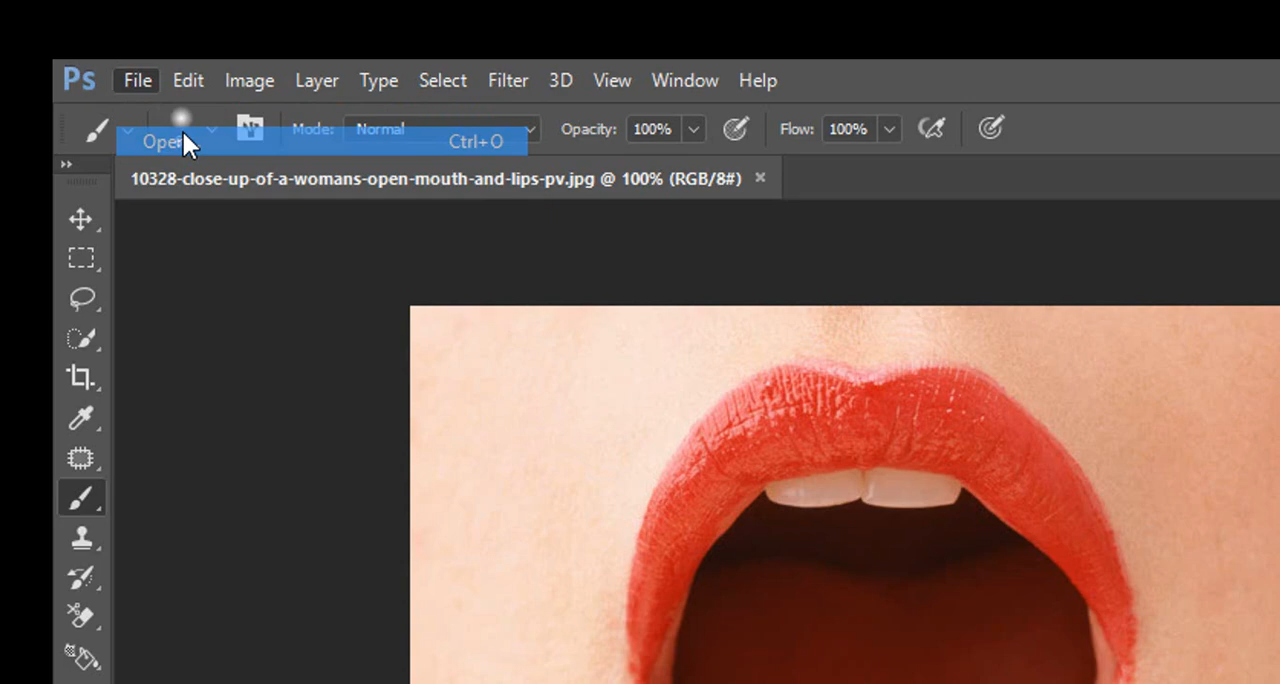 Ps File Edit Image Layer Type Select Filter 3D View Window Help
Mode: Normal Opacity: 100% Flow: 100%
Ctrl+O
10328-close-up-of-a-womans-open-mouth-and-lips-pv.jpg @ 100% (RGB/8#) ×